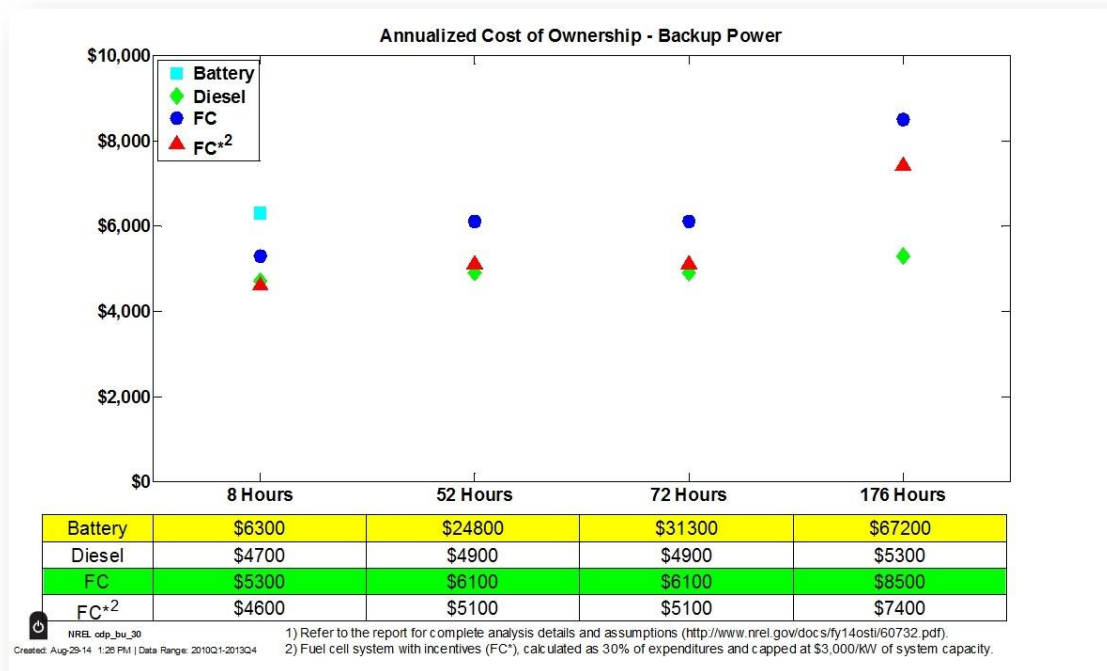 Annualized Cost of Ownership - Backup Power
$10,000
$8,000
$6,000
$4,000
$2,000
$0
Battery
Diesel
FC
FC*2
8 Hours 52 Hours 72 Hours 176 Hours
Battery $6300 $24800 $31300 $67200
Diesel $4700 $4900 $4900 $5300
FC $5300 $6100 $6100 $8500
FC*2 $4600 $5100 $5100 $7400
NREL cdp_bu_30
Created: Aug-29-14 1:26 PM | Data Range: 2010Q1-2013Q4
1) Refer to the report for complete analysis details and assumptions (http://www.nrel.gov/docs/fy14osti/60732.pdf).
2) Fuel cell system with incentives (FC*), calculated as 30% of expenditures and capped at $3,000/kW of system capacity.